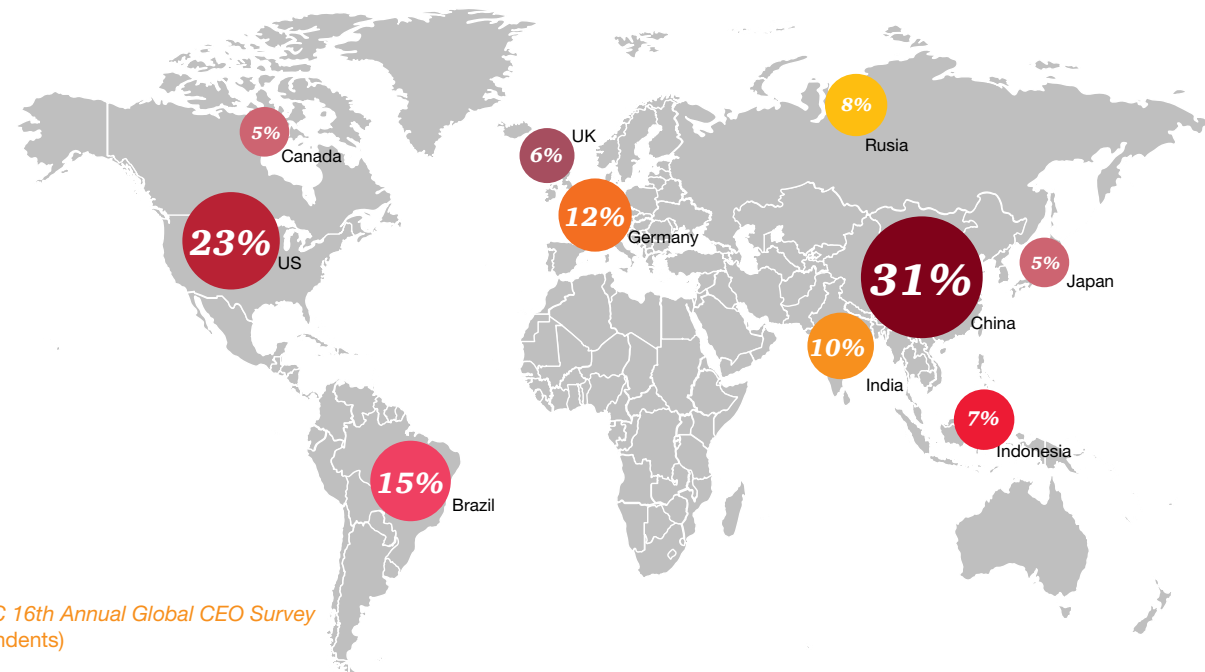 5%
Canada
UK
6%
8%
Rusia
23%
US
12%
Germany
31%
China
5%
Japan
10%
India
7%
Indonesia
15%
Brazil
C 16th Annual Global CEO Survey
ndents)